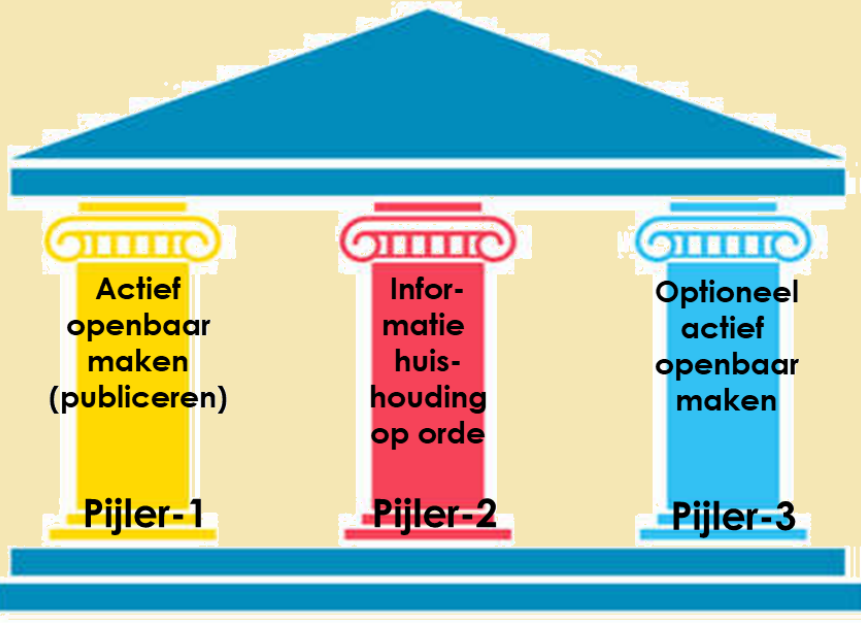 Actief
openbaar
maken
(publiceren)
Pijler-1
Infor-
matie
huis-
houding
op orde
Pijler-2
Optioneel
actief
openbaar
maken
Pijler-3